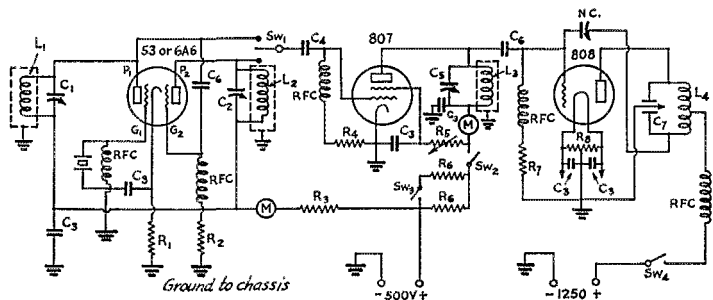 L1
C1
53 or 6A6
P1
P2
G1
G2
RFC
C3
C3
R1
C6
RFC
R2
C2
L2
Sw1
C4
RFC
807
R4
C3
C5
C3
L3
M
R5
Sw2
R6
Sw3
R6
M
R3
Ground to chassis
- 500V +
C6
RFC
R7
N.C.
808
R8
C3
C3
C7
L4
RFC
Sw4
- 1250 +